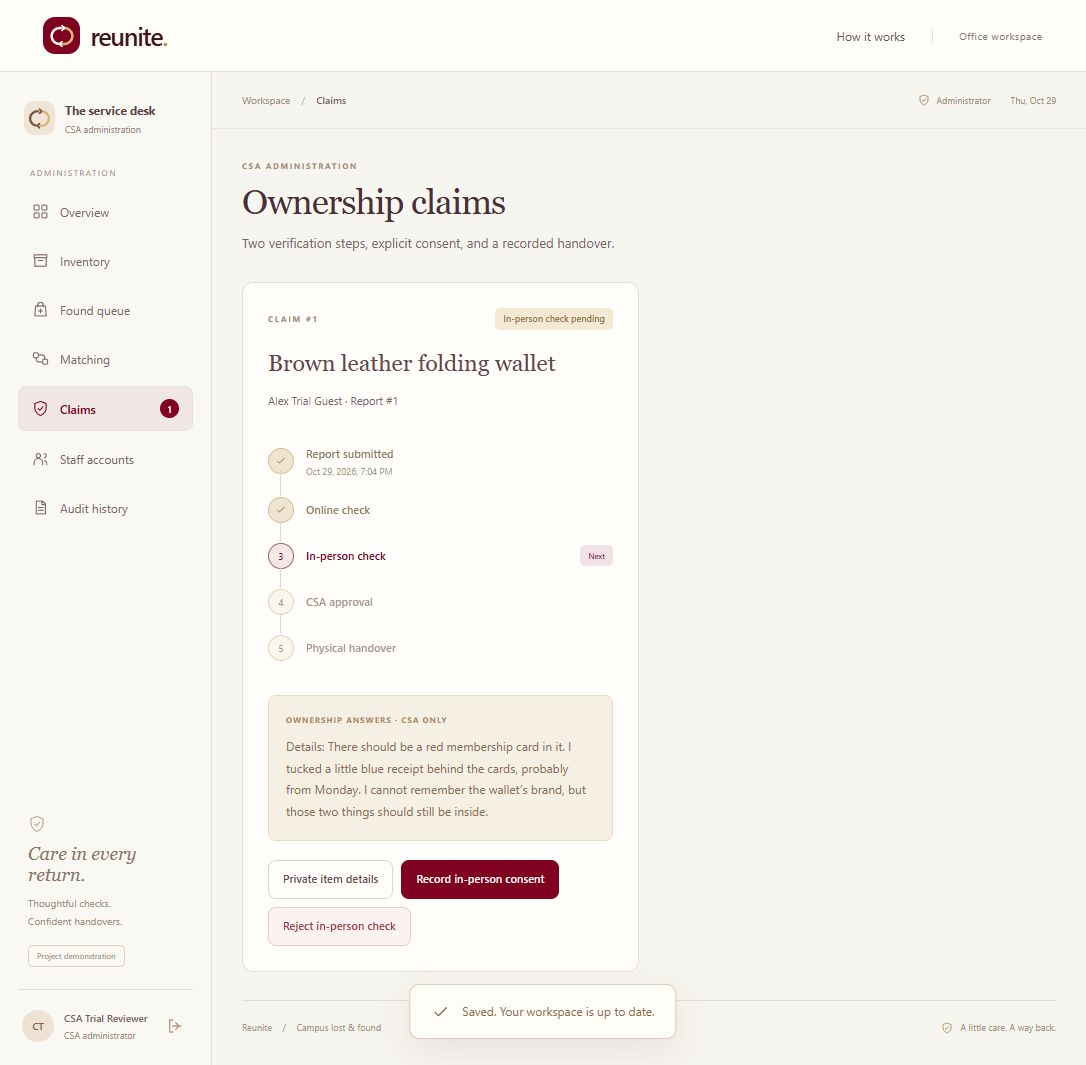 reunite.
How it works
Office workspace
The service desk
CSA administration
ADMINISTRATION
Overview
Inventory
Found queue
Matching
Claims 1
Staff accounts
Audit history
Care in every
return.
Thoughtful checks.
Confident handovers.
Project demonstration
CT
CSA Trial Reviewer
CSA administrator
Workspace / Claims
Administrator
Thu, Oct 29
CSA ADMINISTRATION
Ownership claims
Two verification steps, explicit consent, and a recorded handover.
CLAIM #1
In-person check pending
Brown leather folding wallet
Alex Trial Guest · Report #1
Report submitted
Oct 29, 2026, 7:04 PM
Online check
3 In-person check Next
4 CSA approval
5 Physical handover
OWNERSHIP ANSWERS · CSA ONLY
Details: There should be a red membership card in it. I
tucked a little blue receipt behind the cards, probably
from Monday. I cannot remember the wallet’s brand, but
those two things should still be inside.
Private item details
Record in-person consent
Reject in-person check
Saved. Your workspace is up to date.
Reunite / Campus lost & found
A little care. A way back.